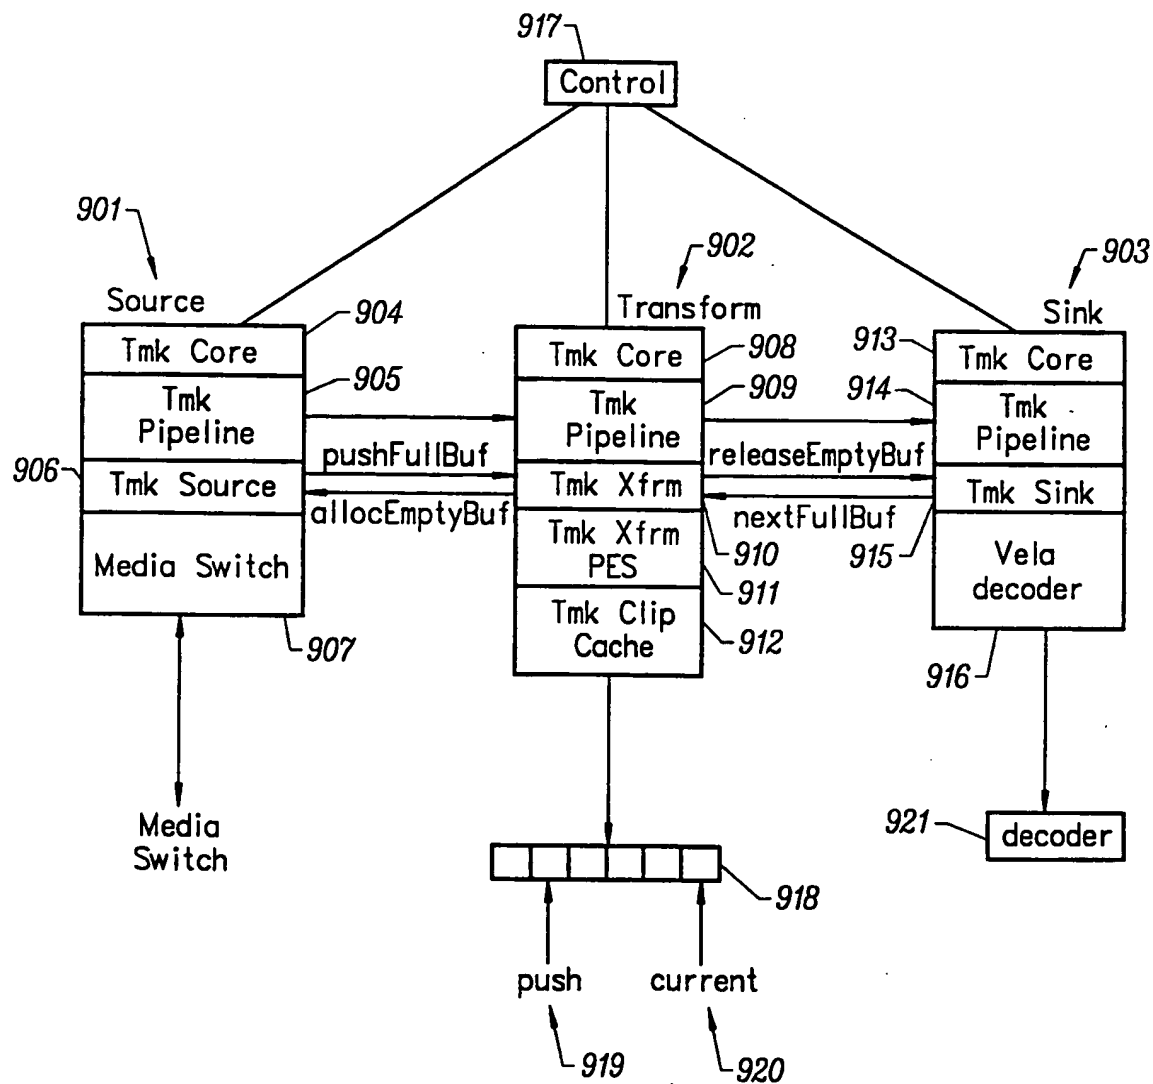 917
Control
901
902
903
Source
904
Transform
Sink
Tmk Core
Tmk Core
908
913
Tmk Core
905
Tmk
Pipeline
909
Tmk
Pipeline
914
Tmk
Pipeline
906
pushFullBuf
releaseEmptyBuf
Tmk Source
Tmk Xfrm
Tmk Sink
allocEmptyBuf
nextFullBuf
910
915
Media Switch
Tmk Xfrm
PES
911
Vela
decoder
907
Tmk Clip
Cache
912
916
Media
Switch
921
decoder
918
push
current
919
920